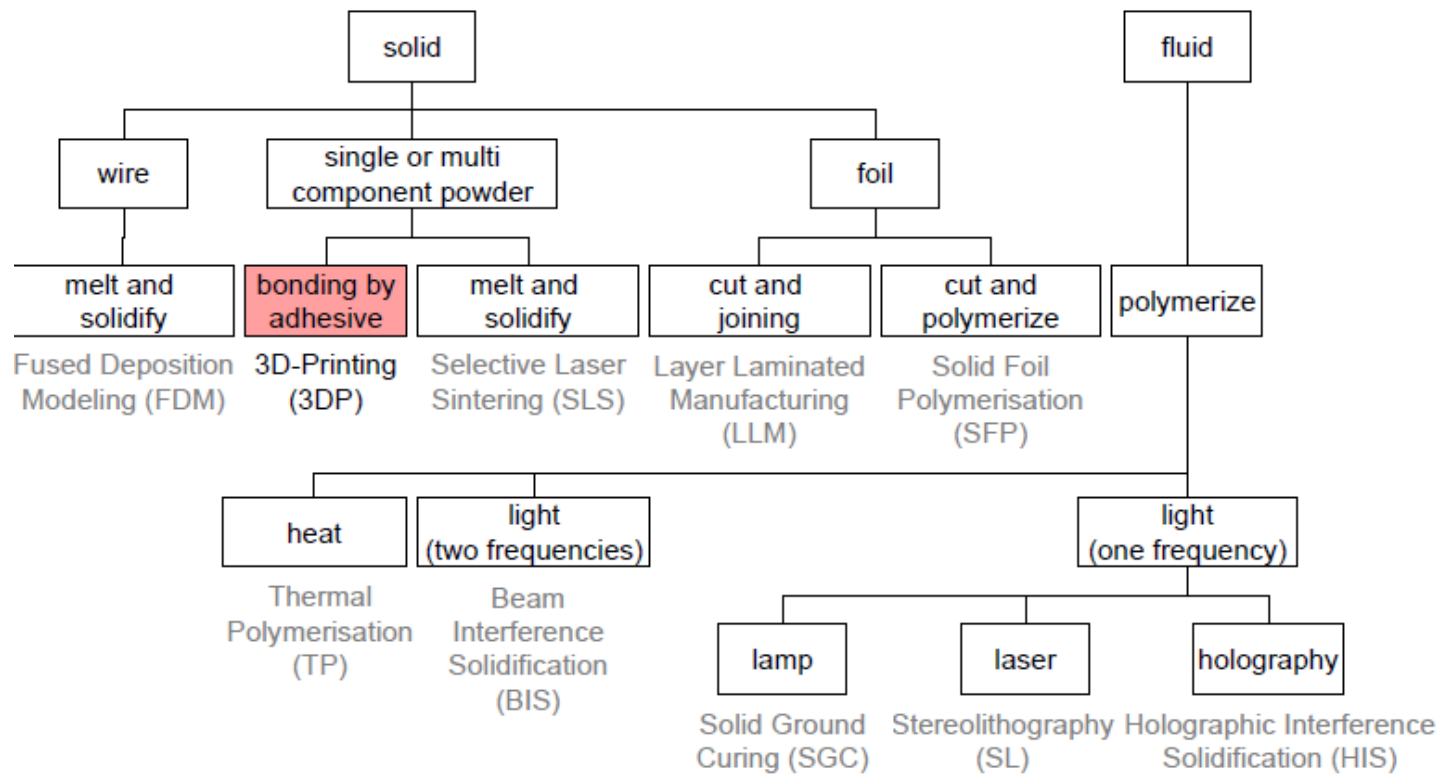 solid
fluid
wire
single or multi
component powder
foil
melt and
solidify
bonding by
adhesive
melt and
solidify
cut and
joining
cut and
polymerize
polymerize
Fused Deposition
Modeling (FDM)
3D-Printing
(3DP)
Selective Laser
Sintering (SLS)
Layer Laminated
Manufacturing
(LLM)
Solid Foil
Polymerisation
(SFP)
heat
light
(two frequencies)
light
(one frequency)
Thermal
Polymerisation
(TP)
Beam
Interference
Solidification
(BIS)
lamp
laser
holography
Solid Ground
Curing (SGC)
Stereolithography
(SL)
Holographic Interference
Solidification (HIS)